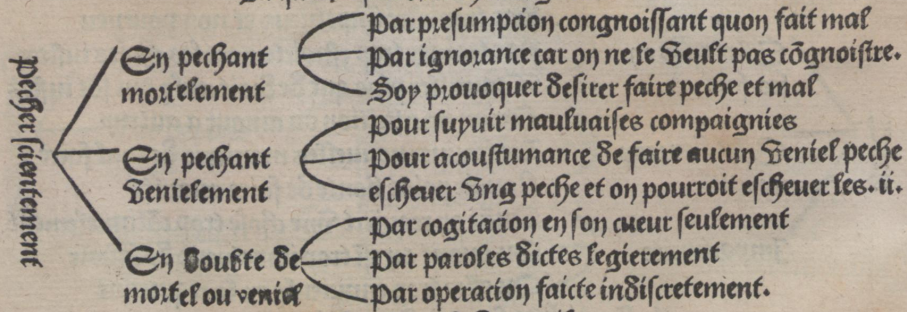 Pecher scientement
En pechant
mortelement
Par presumpcion congnoissant quon fait mal
Par ignorance car on ne le veult pas cõgnoistre.
Soy prouoquer desirer faire peche et mal
En pechant
venielement
Pour suyuir mauluaises compaignies
Pour acoustumance de faire aucun veniel peche
escheuer vng peche et on pourroit escheuer les .ii.
En doubte de
mortel ou veniel
Par cogitacion en son cueur seulement
Par paroles dictes legierement
Par operacion faicte indiscretement.